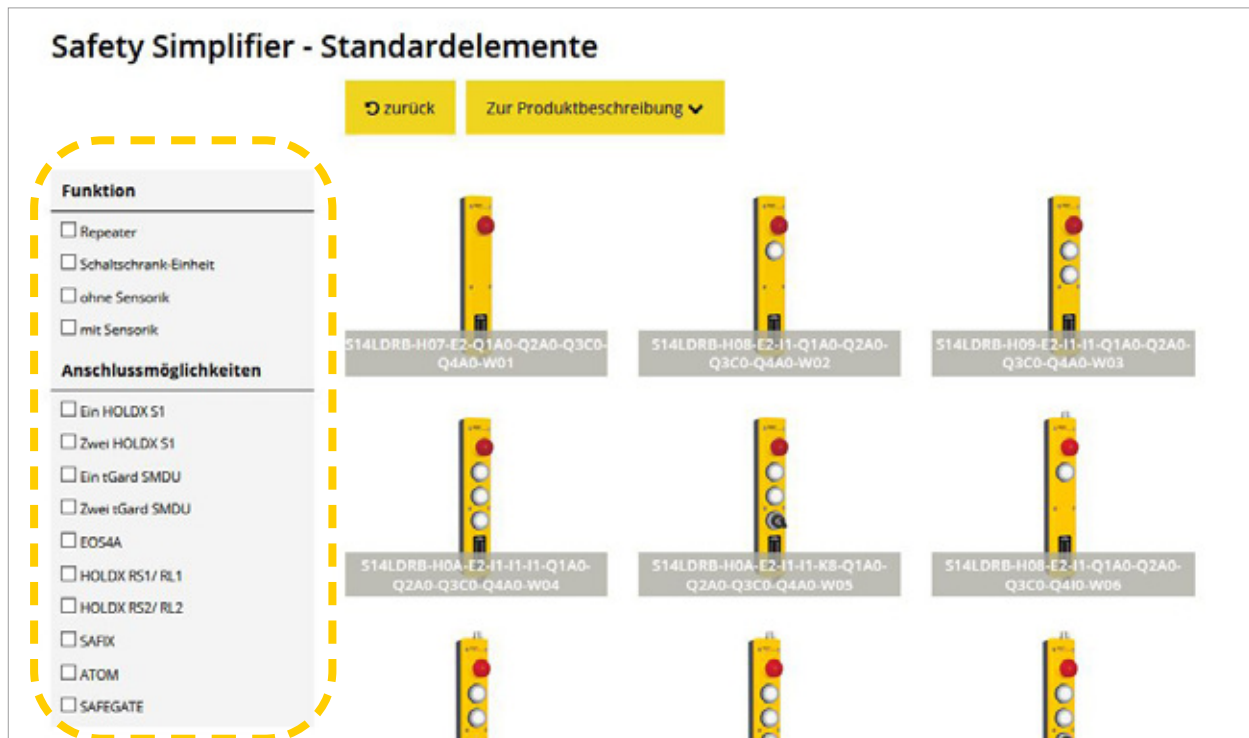 Safety Simplifier - Standardelemente
zurück
Zur Produktbeschreibung
Funktion
Repeater
Schaltschrank-Einheit
ohne Sensorik
mit Sensorik
Anschlussmöglichkeiten
Ein HOLDX S1
Zwei HOLDX S1
Ein tGard SMDU
Zwei tGard SMDU
EOS4A
HOLDX RS1/ RL1
HOLDX RS2/ RL2
SAFIX
ATOM
SAFEGATE
S14LDRB-H07-E2-Q1A0-Q2A0-Q3C0-
Q4A0-W01
S14LDRB-H08-E2-I1-Q1A0-Q2A0-
Q3C0-Q4A0-W02
S14LDRB-H09-E2-I1-I1-Q1A0-Q2A0-
Q3C0-Q4A0-W03
S14LDRB-H0A-E2-I1-I1-I1-Q1A0-
Q2A0-Q3C0-Q4A0-W04
S14LDRB-H0A-E2-I1-I1-K8-Q1A0-
Q2A0-Q3C0-Q4A0-W05
S14LDRB-H08-E2-I1-Q1A0-Q2A0-
Q3C0-Q4I0-W06